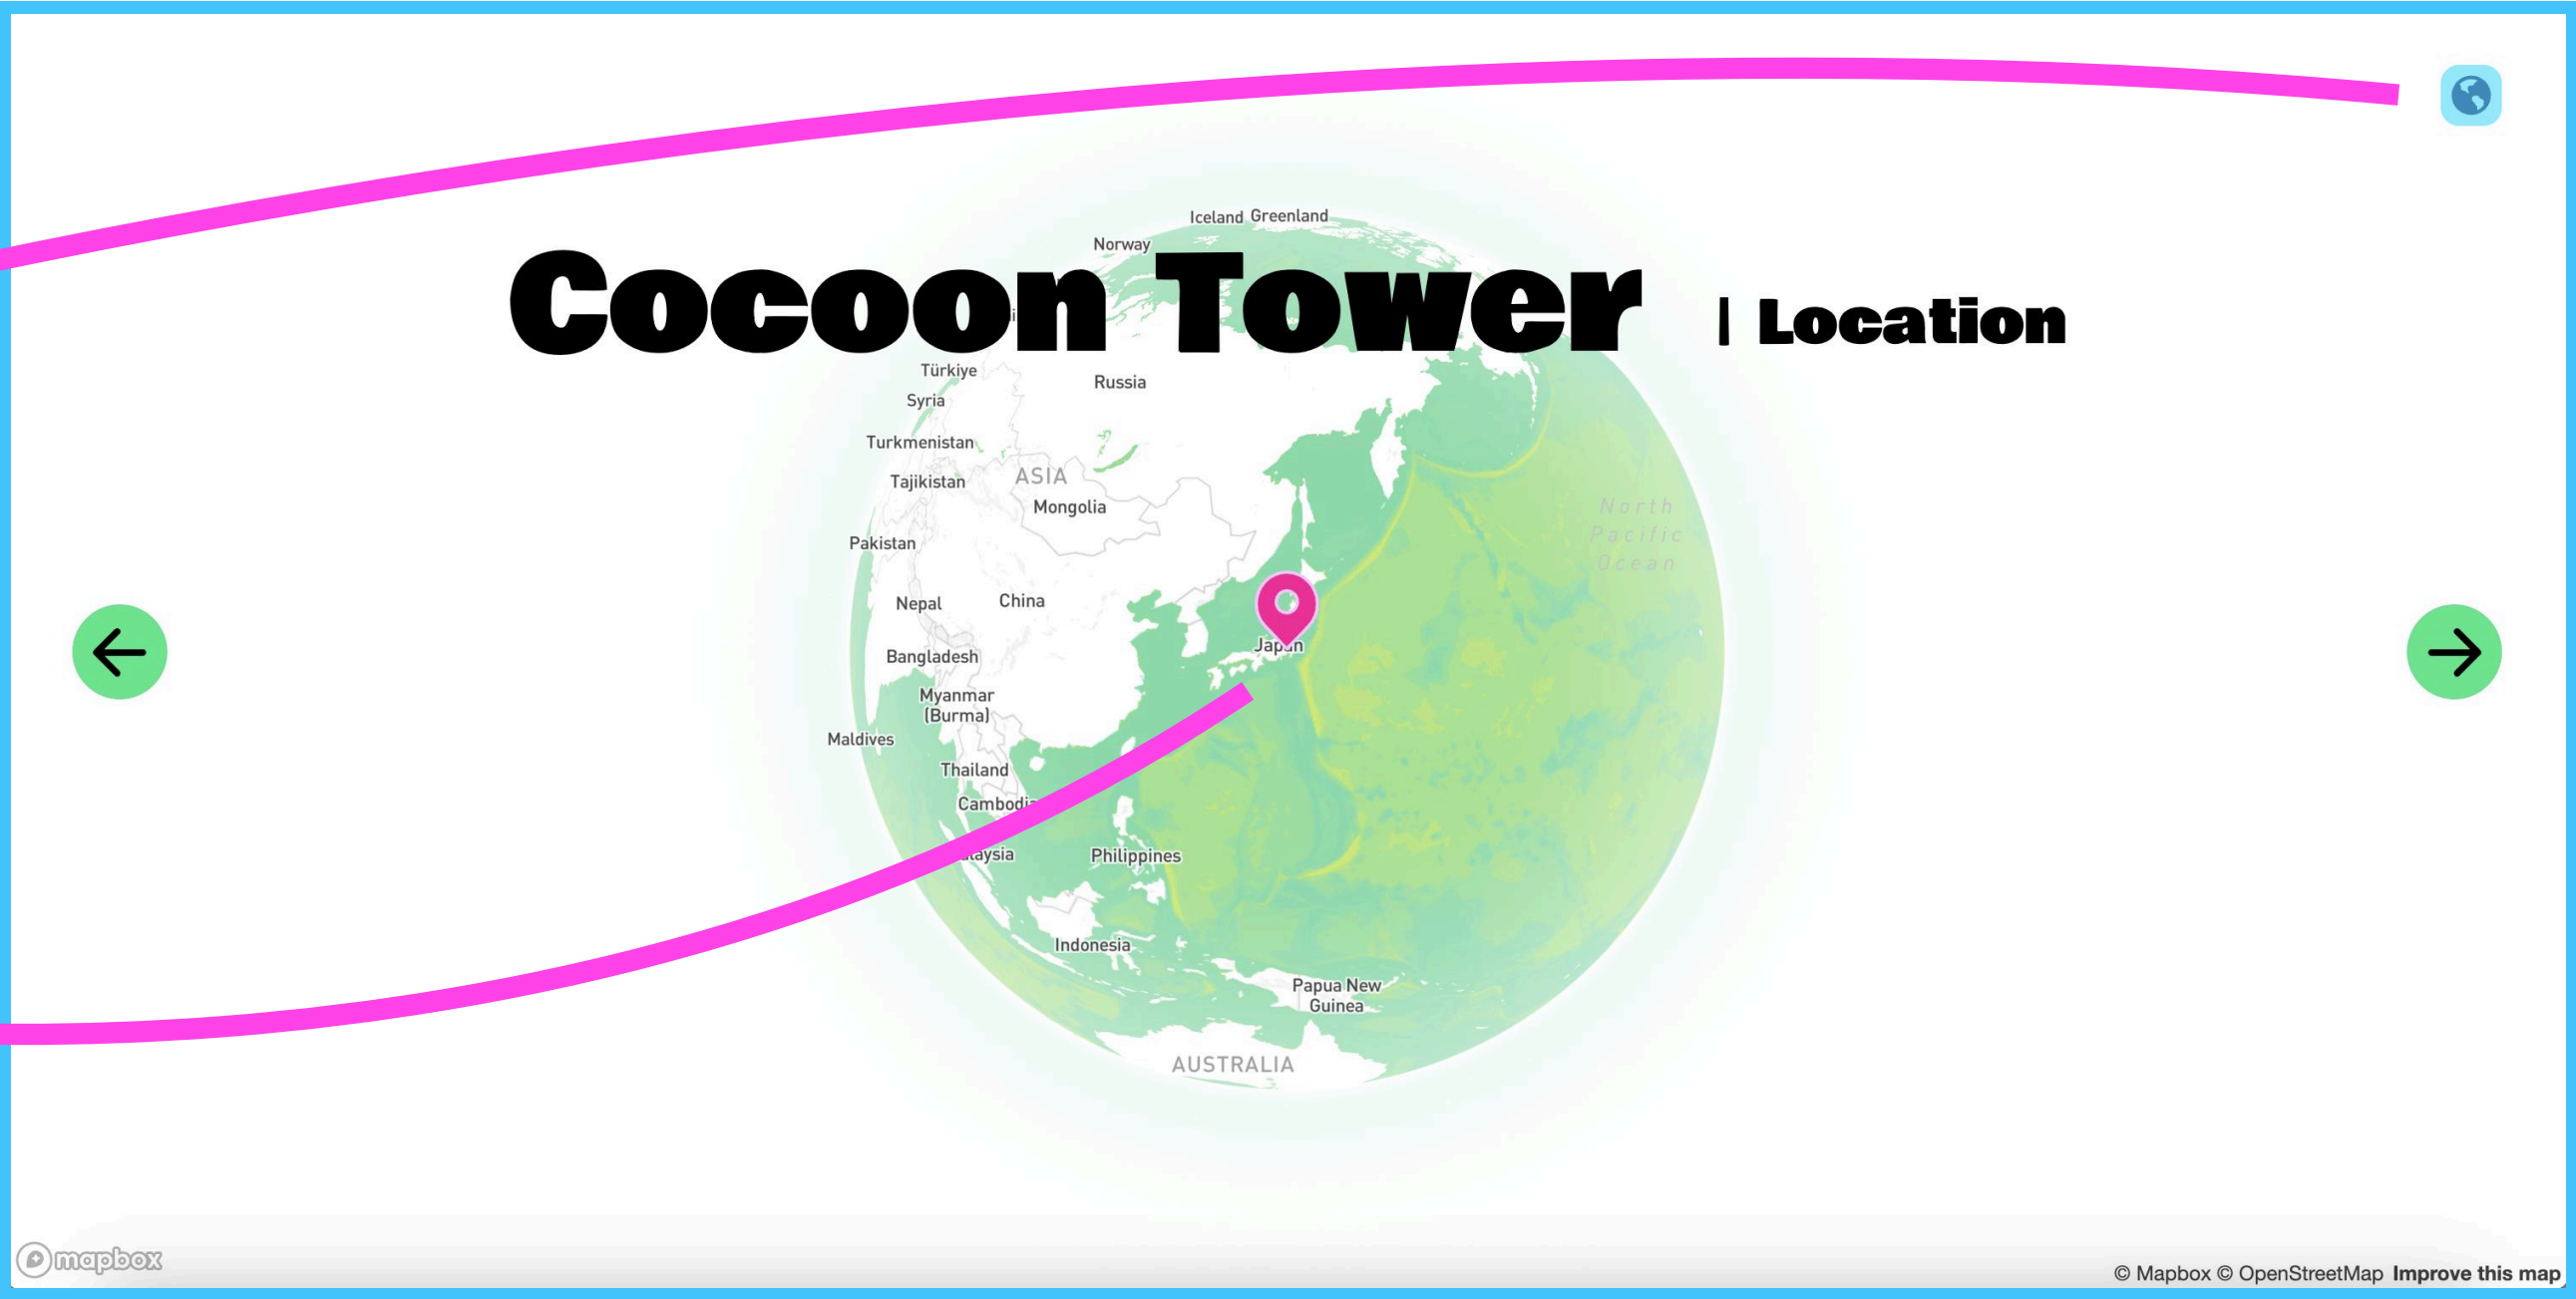 Iceland Greenland
Norway
Cocoon Tower | Location
Türkiye
Russia
Syria
Turkmenistan
ASIA
Tajikistan
Mongolia
North
Pacific
Ocean
Pakistan
Nepal
China
Japan
Bangladesh
Myanmar
(Burma)
Maldives
Thailand
Philippines
Indonesia
Papua New
Guinea
AUSTRALIA
mapbox
© Mapbox © OpenStreetMap Improve this map